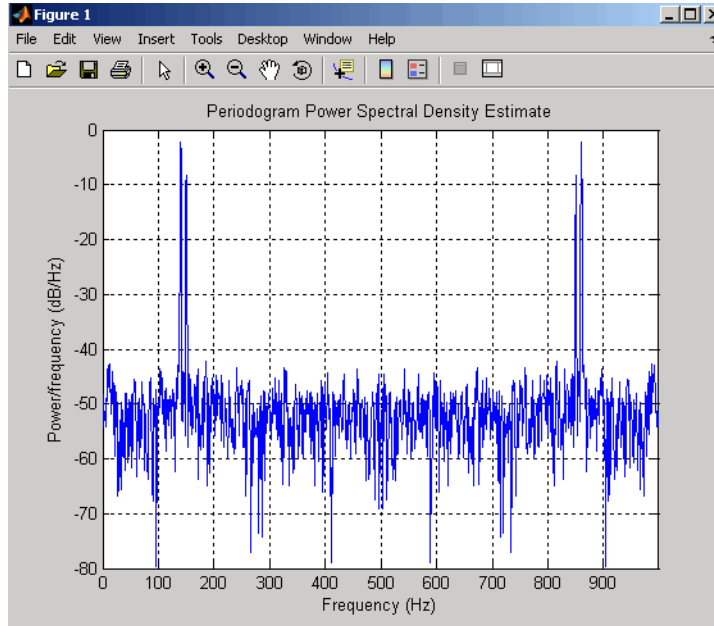 Figure 1
File Edit View Insert Tools Desktop Window Help
Periodogram Power Spectral Density Estimate
Power/frequency (dB/Hz)
0
-10
-20
-30
-40
-50
-60
-70
-80
0 100 200 300 400 500 600 700 800 900
Frequency (Hz)